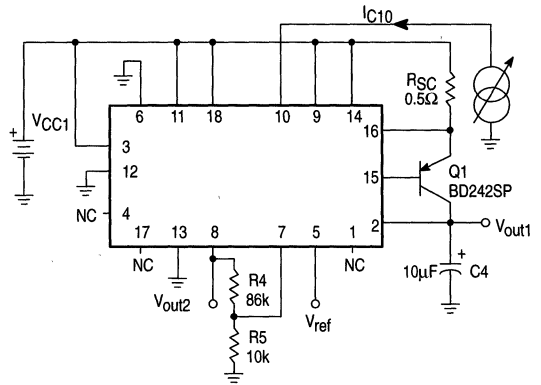 IC10
VCC1
+
6
11
18
10
9
14
RSC
0.5Ω
16
3
12
15
Q1
BD242SP
NC
4
2
Vout1
17
13
8
7
5
1
NC
NC
+
10µF
C4
Vout2
R4
86k
Vref
R5
10k